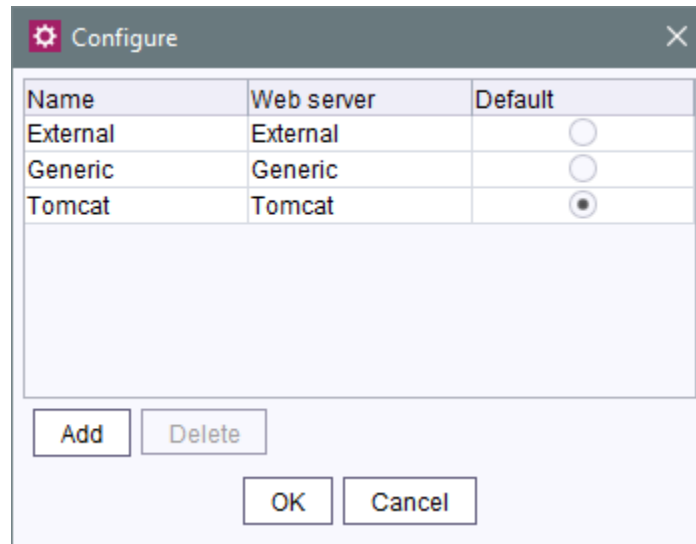 Configure
Name Web server Default
External External
Generic Generic
Tomcat Tomcat
Add Delete
OK Cancel